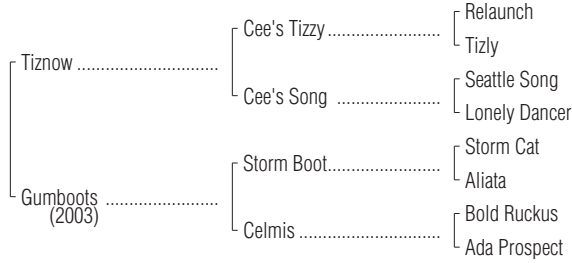 Relaunch
Cee's Tizzy ........................
Tizly
Tiznow ..............................
Seattle Song
Cee's Song ......................
Lonely Dancer
Storm Cat
Storm Boot........................
Aliata
Gumboots ........................
(2003)
Bold Ruckus
Celmis ..............................
Ada Prospect